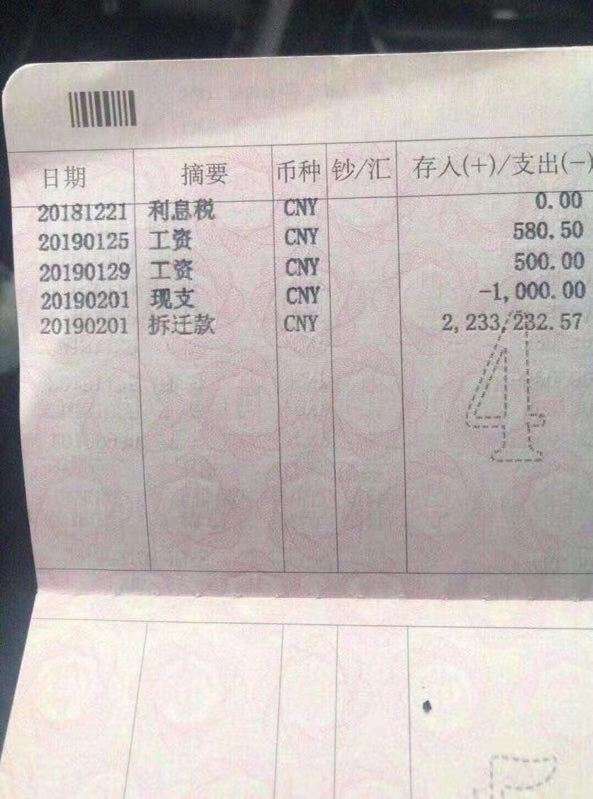 日期 摘要 币种 钞/汇 存入(+)/支出(-)
20181221 利息税 CNY 0.00
20190125 工资 CNY 580.50
20190129 工资 CNY 500.00
20190201 现支 CNY -1,000.00
20190201 拆迁款 CNY 2,233,232.57
4